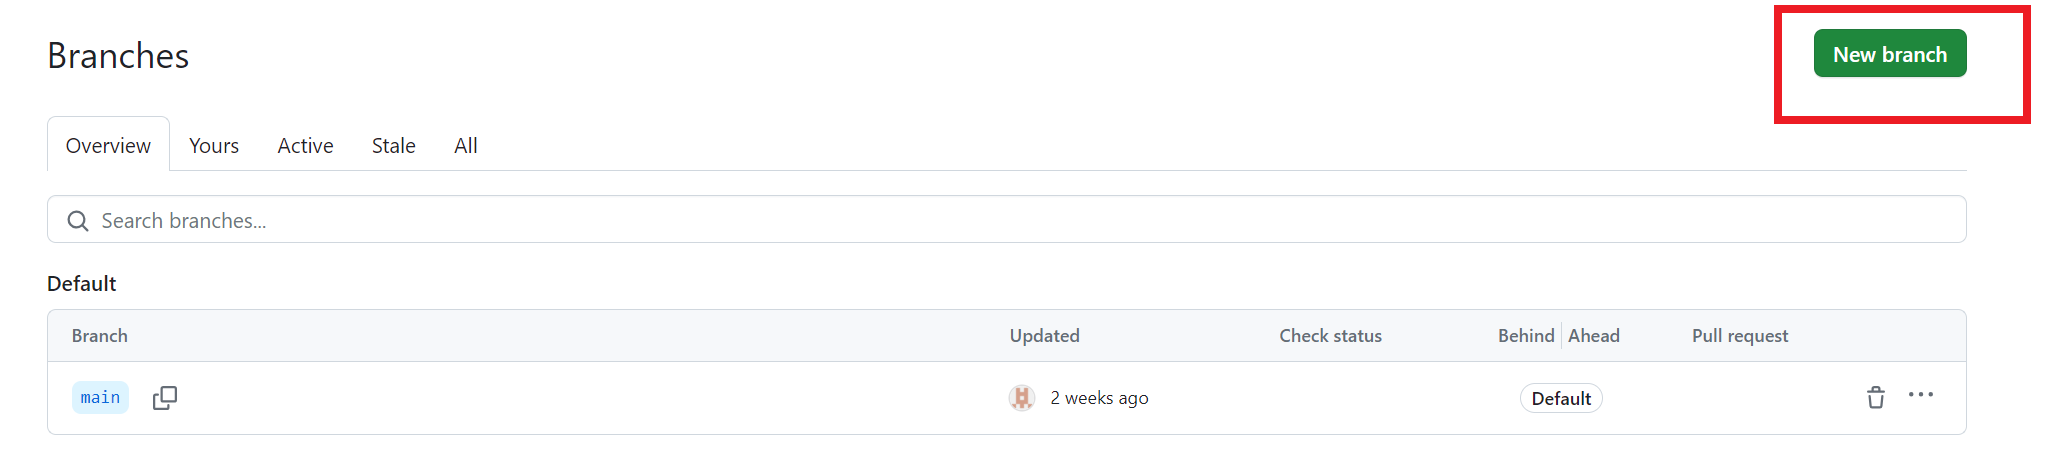 Branches
New branch
Overview Yours Active Stale All
Search branches...
Default
Branch Updated Check status Behind Ahead Pull request
main 2 weeks ago Default